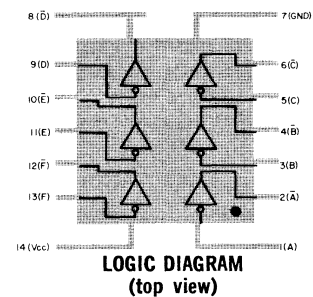 8 (D̅) 7 (GND)
9(D) 6(C̅)
10(E̅) 5(C)
11(E) 4(B̅)
12(F̅) 3(B)
13(F) 2(A̅)
14 (Vcc) 1(A)
LOGIC DIAGRAM
(top view)